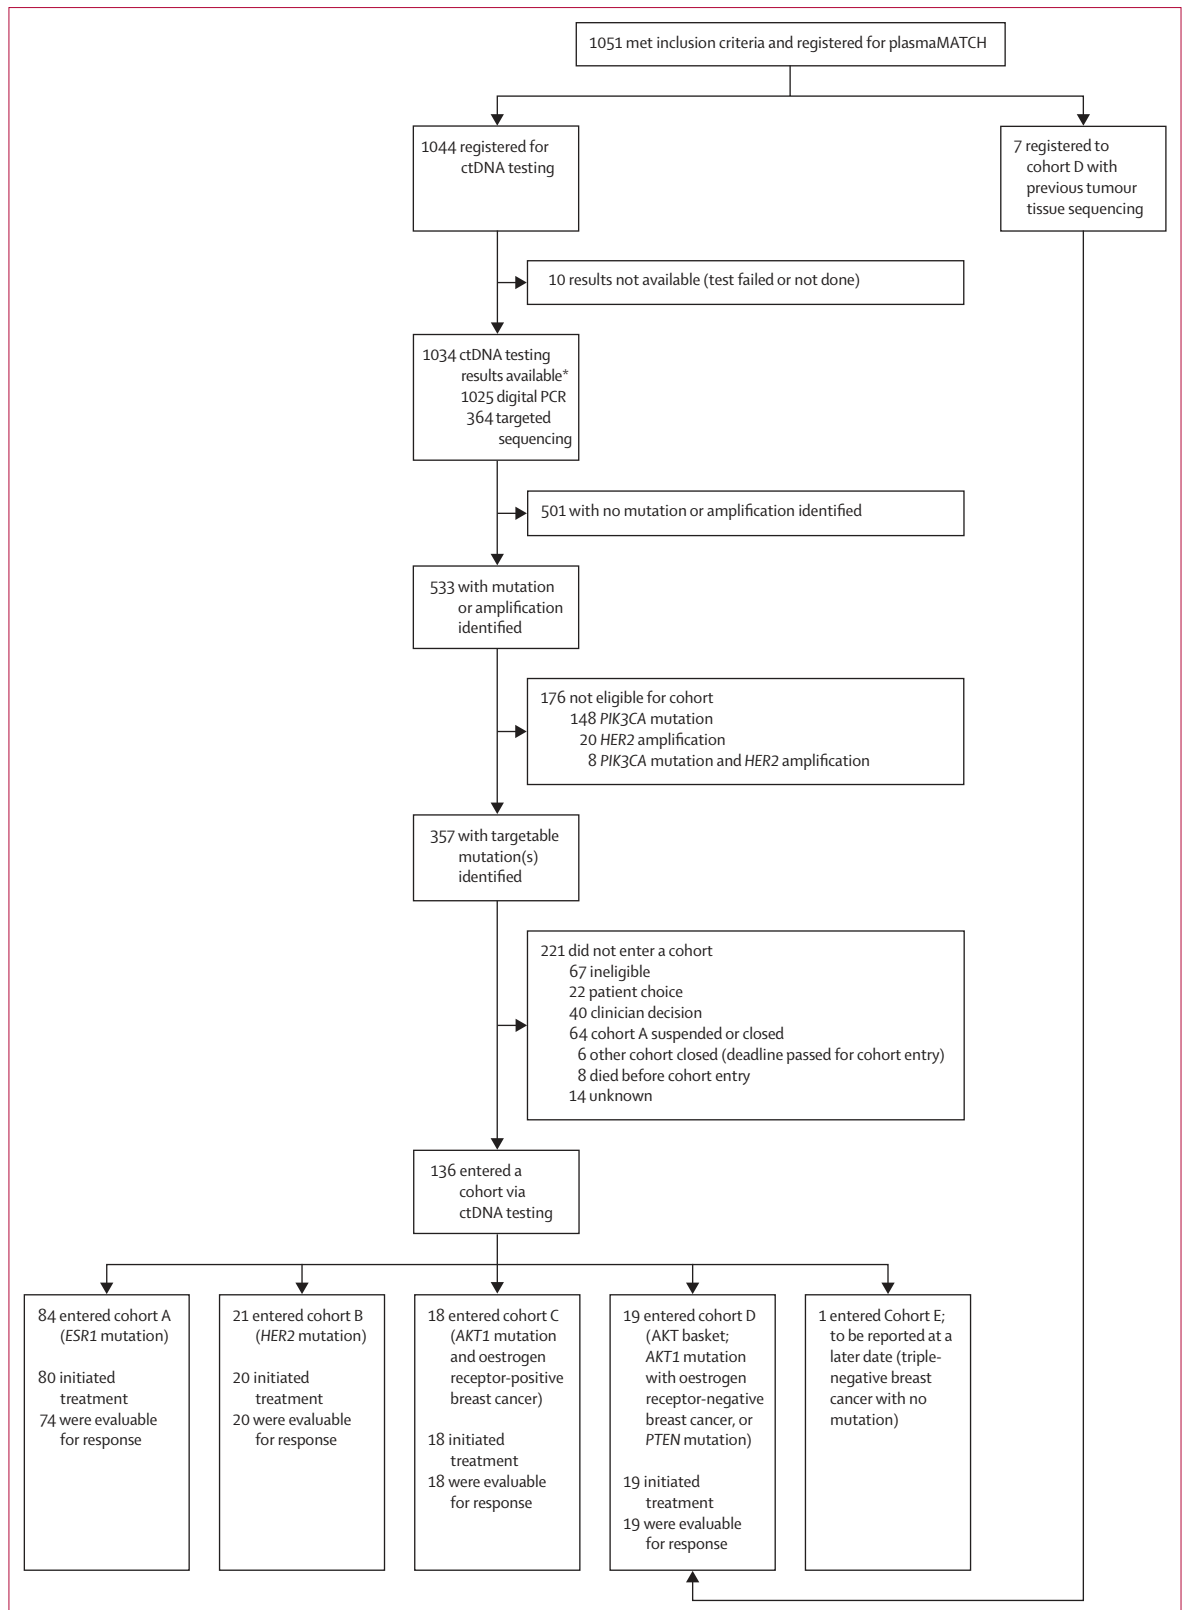 1051 met inclusion criteria and registered for plasmaMATCH
1044 registered for
ctDNA testing
7 registered to
cohort D with
previous tumour
tissue sequencing
10 results not available (test failed or not done)
1034 ctDNA testing
results available*
1025 digital PCR
364 targeted
sequencing
501 with no mutation or amplification identified
533 with mutation
or amplification
identified
176 not eligible for cohort
148 PIK3CA mutation
20 HER2 amplification
8 PIK3CA mutation and HER2 amplification
357 with targetable
mutation(s)
identified
221 did not enter a cohort
67 ineligible
22 patient choice
40 clinician decision
64 cohort A suspended or closed
6 other cohort closed (deadline passed for cohort entry)
8 died before cohort entry
14 unknown
136 entered a
cohort via
ctDNA testing
84 entered cohort A
(ESR1 mutation)
80 initiated
treatment
74 were evaluable
for response
21 entered cohort B
(HER2 mutation)
20 initiated
treatment
20 were evaluable
for response
18 entered cohort C
(AKT1 mutation
and oestrogen
receptor-positive
breast cancer)
18 initiated
treatment
18 were evaluable
for response
19 entered cohort D
(AKT basket;
AKT1 mutation
with oestrogen
receptor-negative
breast cancer, or
PTEN mutation)
19 initiated
treatment
19 were evaluable
for response
1 entered Cohort E;
to be reported at a
later date (triple-
negative breast
cancer with no
mutation)